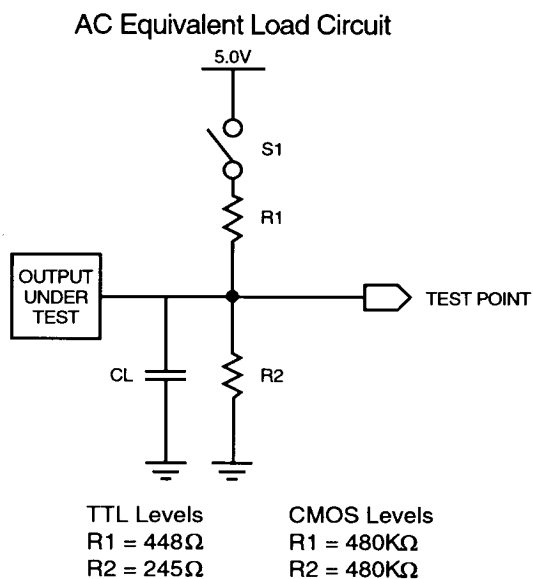 AC Equivalent Load Circuit
5.0V
S1
R1
OUTPUT
UNDER
TEST
TEST POINT
CL
R2
TTL Levels
R1 = 448Ω
R2 = 245Ω
CMOS Levels
R1 = 480KΩ
R2 = 480KΩ